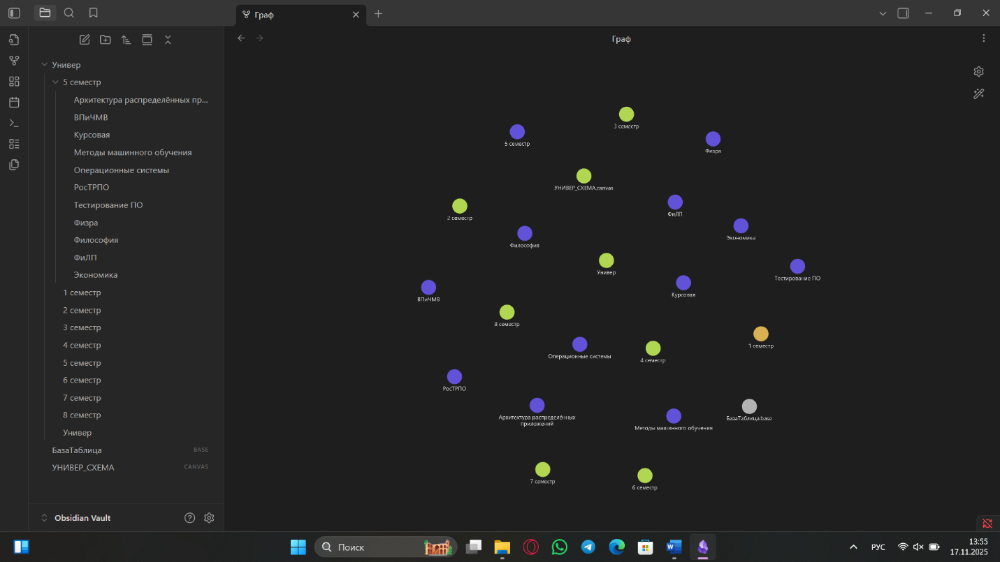 Граф
Граф
Универ
5 семестр
Архитектура распределённых пр...
ВПиЧМВ
Курсовая
Методы машинного обучения
Операционные системы
РосТРПО
Тестирование ПО
Физра
Философия
ФиЛП
Экономика
1 семестр
2 семестр
3 семестр
4 семестр
5 семестр
6 семестр
7 семестр
8 семестр
Универ
БазаТаблица BASE
УНИВЕР_СХЕМА CANVAS
Obsidian Vault
3 семестр
5 семестр
Физра
УНИВЕР_СХЕМА.canvas
ФиЛП
2 семестр
Экономика
Философия
Универ
Тестирование ПО
Курсовая
ВПиЧМВ
8 семестр
1 семестр
Операционные системы
4 семестр
РосТРПО
Архитектура распределённых
приложений
БазаТаблица.base
Методы машинного обучения
7 семестр
6 семестр
Поиск
РУС
13:55
17.11.2025